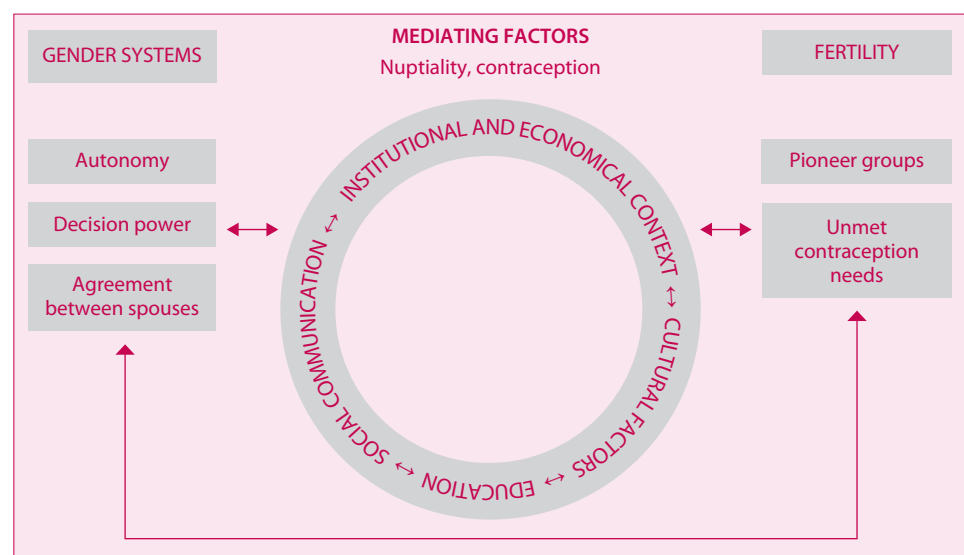 GENDER SYSTEMS
MEDIATING FACTORS
Nuptiality, contraception
FERTILITY
Autonomy
Decision power
Agreement
between spouses
INSTITUTIONAL AND ECONOMICAL CONTEXT ↔ CULTURAL FACTORS ↔ EDUCATION ↔ SOCIAL COMMUNICATION ↔
Pioneer groups
Unmet
contraception
needs